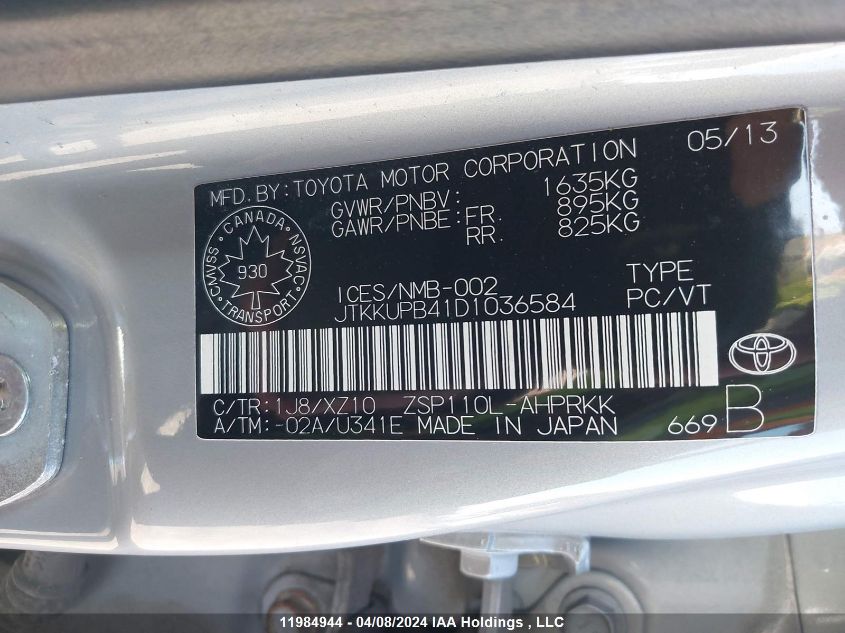 05/13
MFD. BY: TOYOTA MOTOR CORPORATION
GVWR/PNBV: 1635KG
GAWR/PNBE: FR. 895KG
RR. 825KG
CANADA
CMVSS NSVAC
930
TRANSPORT
ICES/NMB-002 TYPE
JTKKUPB41D1036584 PC/VT
C/TR: 1J8/XZ10 ZSP110L-AHPRKK
A/TM: -02A/U341E MADE IN JAPAN 669 B
11984944 - 04/08/2024 IAA Holdings , LLC